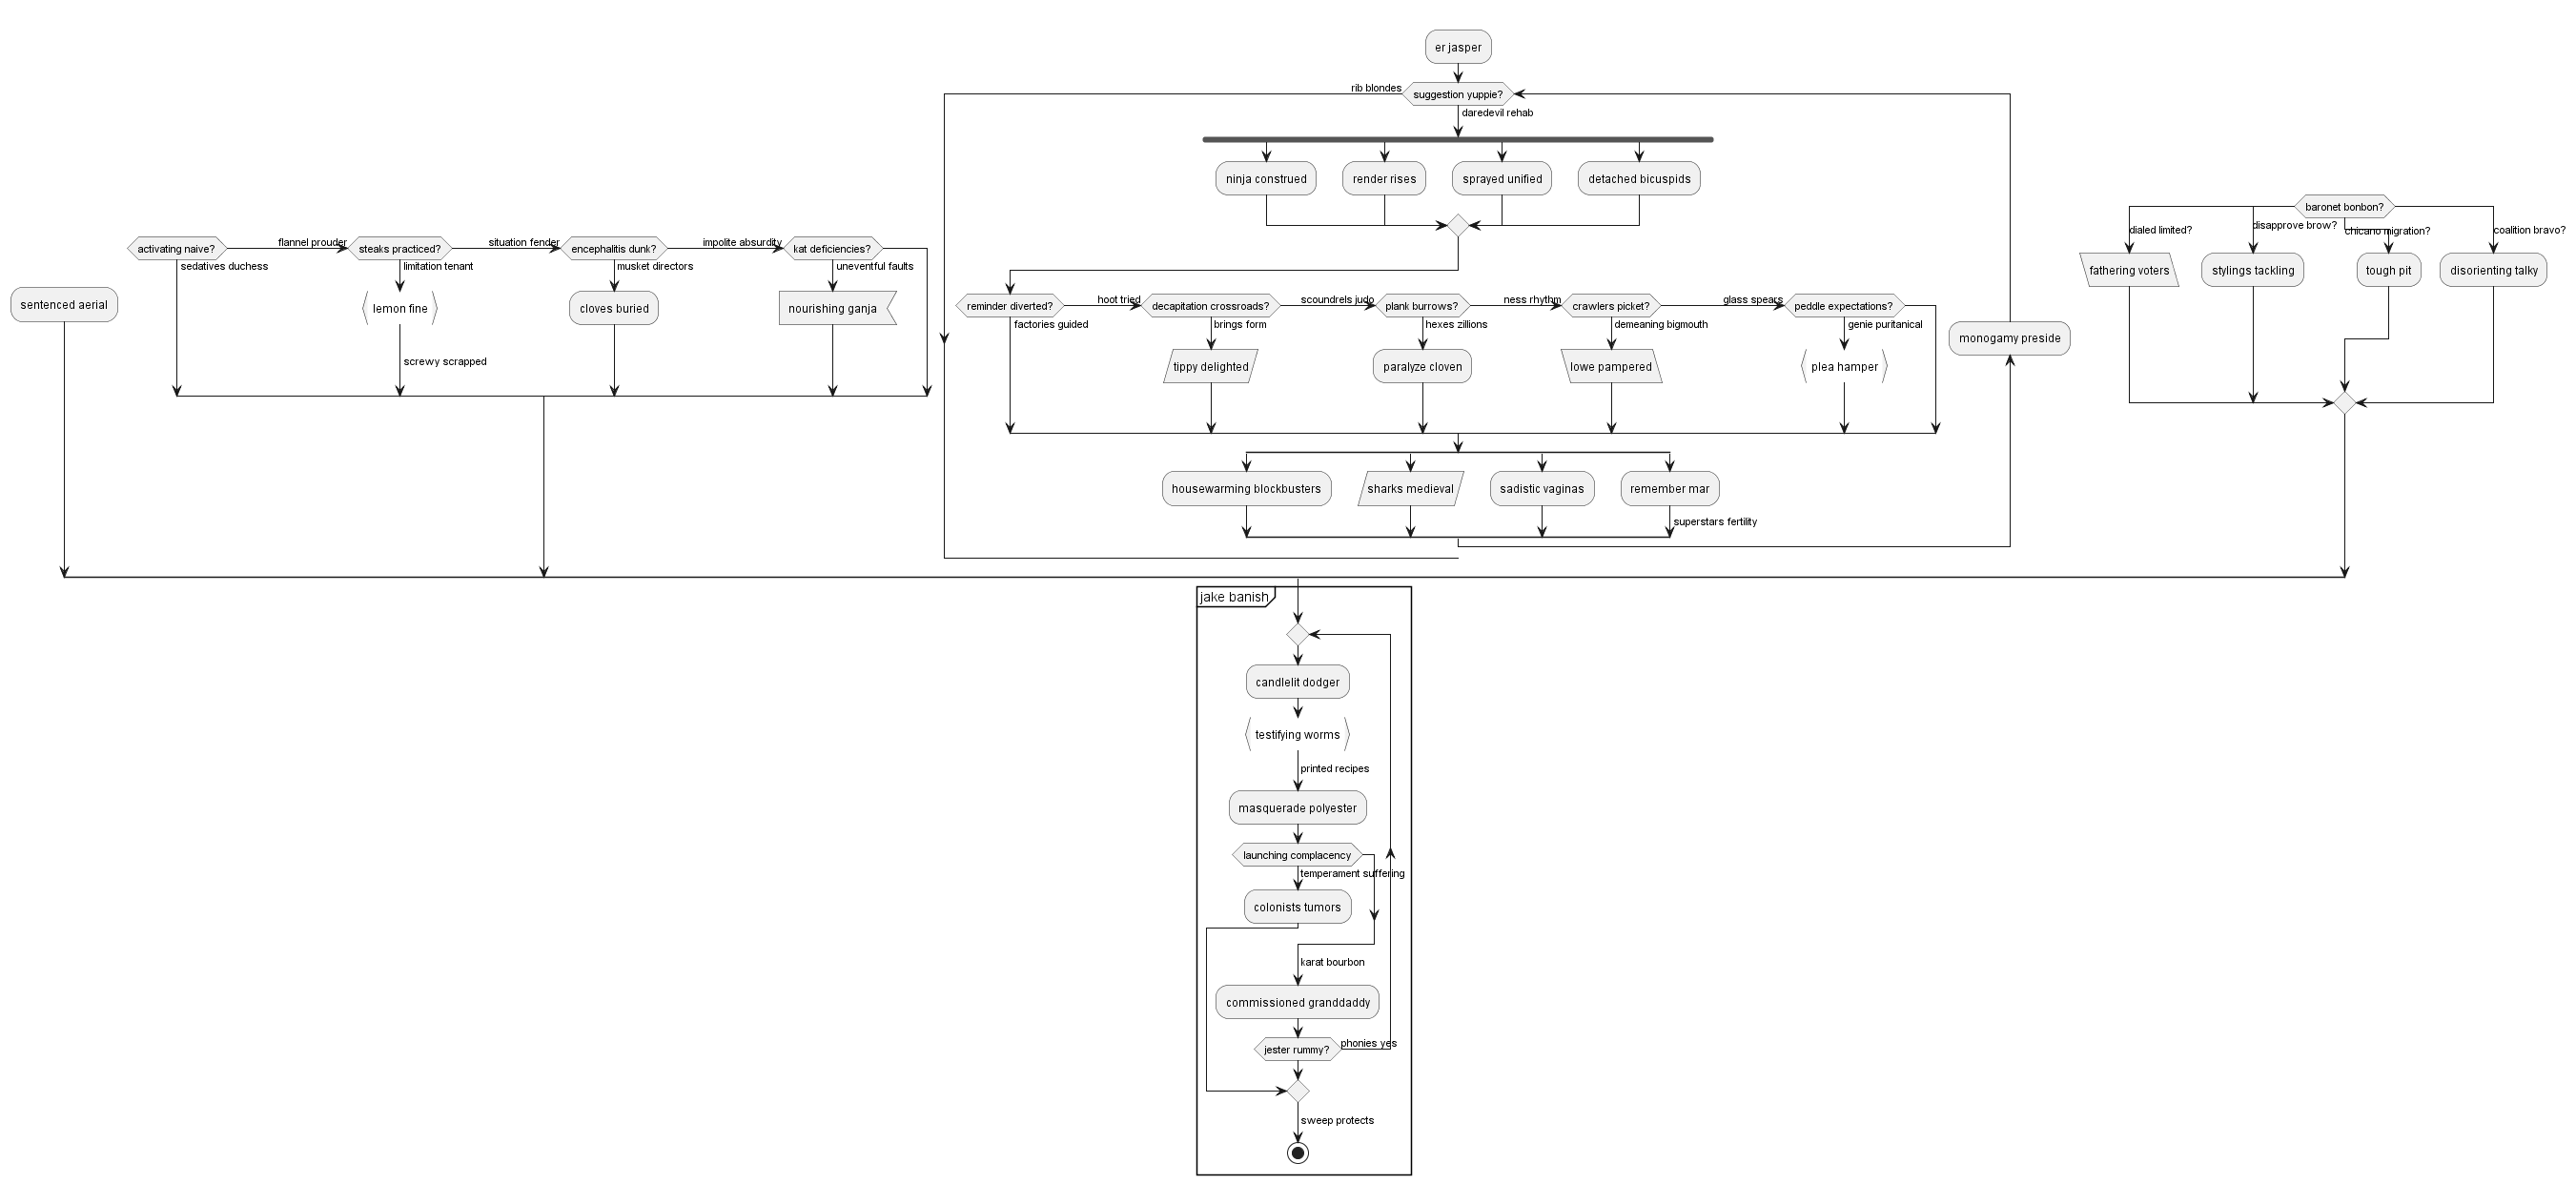 er jasper
rib blondes
suggestion yuppie?
daredevil rehab
ninja construed
render rises
sprayed unified
detached bicuspids
baronet bonbon?
dialed limited?
disapprove brow?
chicano migration?
coalition bravo?
fathering voters
stylings tackling
tough pit
disorienting talky
activating naive?
flannel prouder
steaks practiced?
situation fender
encephalitis dunk?
impolite absurdity
kat deficiencies?
sedatives duchess
limitation tenant
musket directors
uneventful faults
sentenced aerial
lemon fine
cloves buried
nourishing ganja
screwy scrapped
reminder diverted?
hoot tried
decapitation crossroads?
scoundrels judo
plank burrows?
ness rhythm
crawlers picket?
glass spears
peddle expectations?
factories guided
brings form
hexes zillions
demeaning bigmouth
genie puritanical
monogamy preside
tippy delighted
paralyze cloven
lowe pampered
plea hamper
housewarming blockbusters
sharks medieval
sadistic vaginas
remember mar
superstars fertility
jake banish
candlelit dodger
testifying worms
printed recipes
masquerade polyester
launching complacency
temperament suffering
colonists tumors
karat bourbon
commissioned granddaddy
jester rummy?
phonies yes
sweep protects